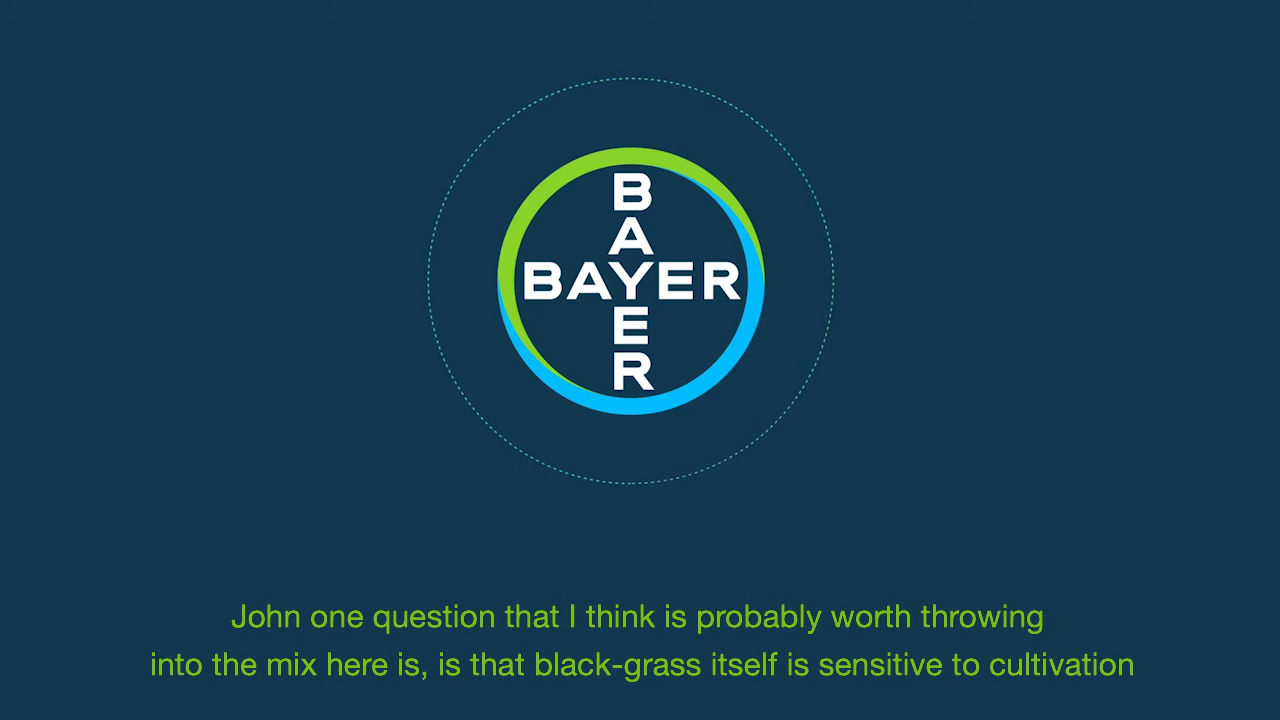 BAYER
BAYER
John one question that I think is probably worth throwing
into the mix here is, is that black-grass itself is sensitive to cultivation